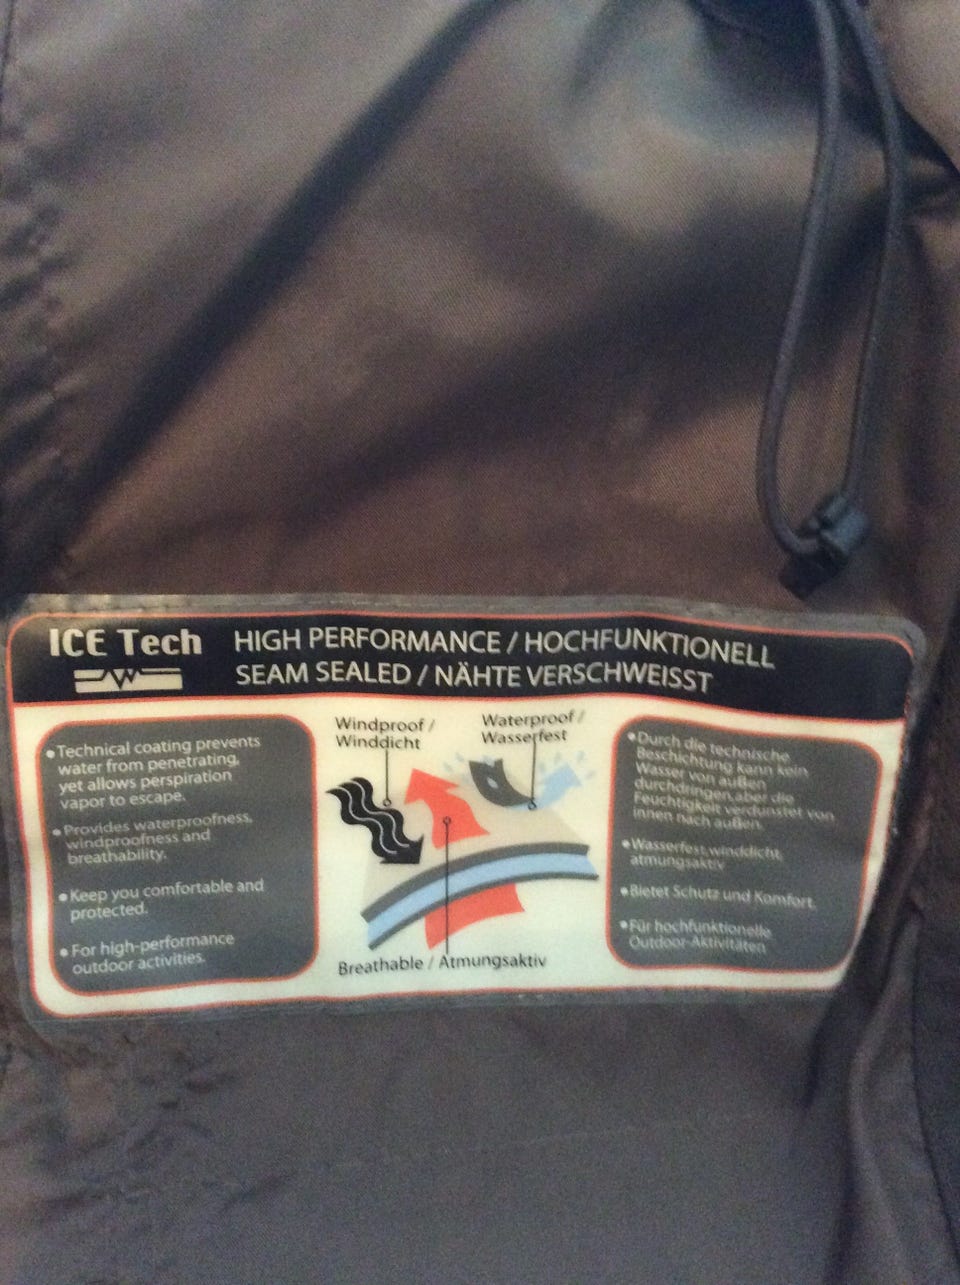 ICE Tech
HIGH PERFORMANCE / HOCHFUNKTIONELL
SEAM SEALED / NÄHTE VERSCHWEISST
• Technical coating prevents
water from penetrating,
yet allows perspiration
vapor to escape.
• Provides waterproofness,
windproofness and
breathability.
• Keep you comfortable and
protected.
• For high-performance
outdoor activities.
Windproof /
Winddicht
Waterproof /
Wasserfest
Breathable / Atmungsaktiv
• Durch die technische
Beschichtung kann kein
Wasser von außen
durchdringen,aber die
Feuchtigkeit verdunstet von
innen nach außen.
• Wasserfest,winddicht,
atmungsaktiv
• Bietet Schutz und Komfort.
• Für hochfunktionelle
Outdoor-Aktivitäten